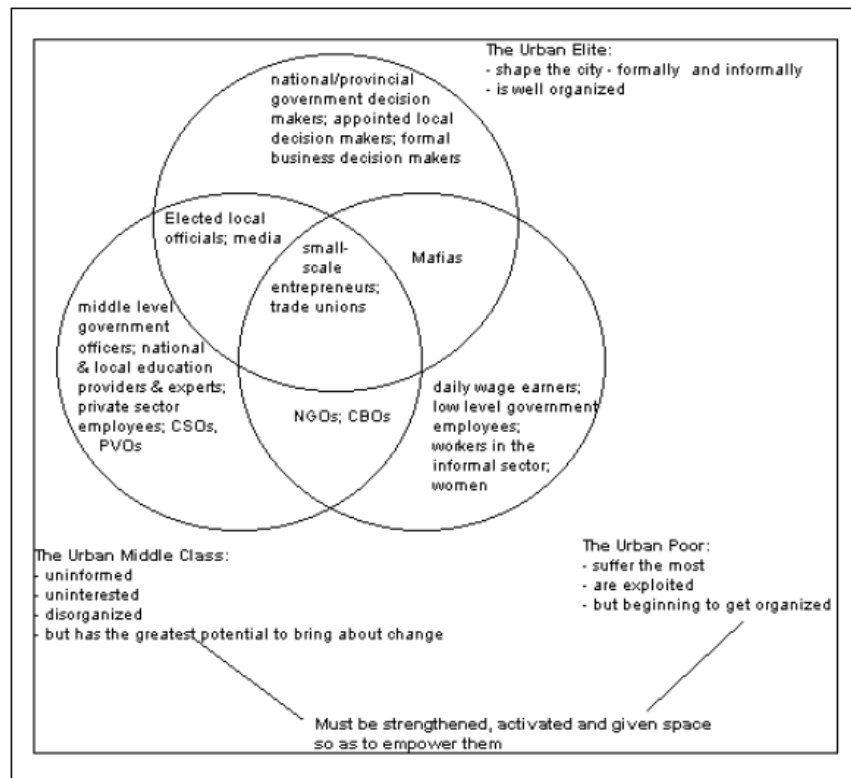 The Urban Elite:
- shape the city - formally and informally
- is well organized
national/provincial
government decision
makers; appointed local
decision makers; formal
business decision makers
Elected local
officials; media
small-
scale
entrepreneurs;
trade unions
Mafias
middle level
government
officers; national
& local education
providers & experts;
private sector
employees; CSOs,
PVOs
NGOs; CBOs
daily wage earners;
low level government
employees;
workers in the
informal sector;
women
The Urban Middle Class:
- uninformed
- uninterested
- disorganized
- but has the greatest potential to bring about change
The Urban Poor:
- suffer the most
- are exploited
- but beginning to get organized
Must be strengthened, activated and given space
so as to empower them